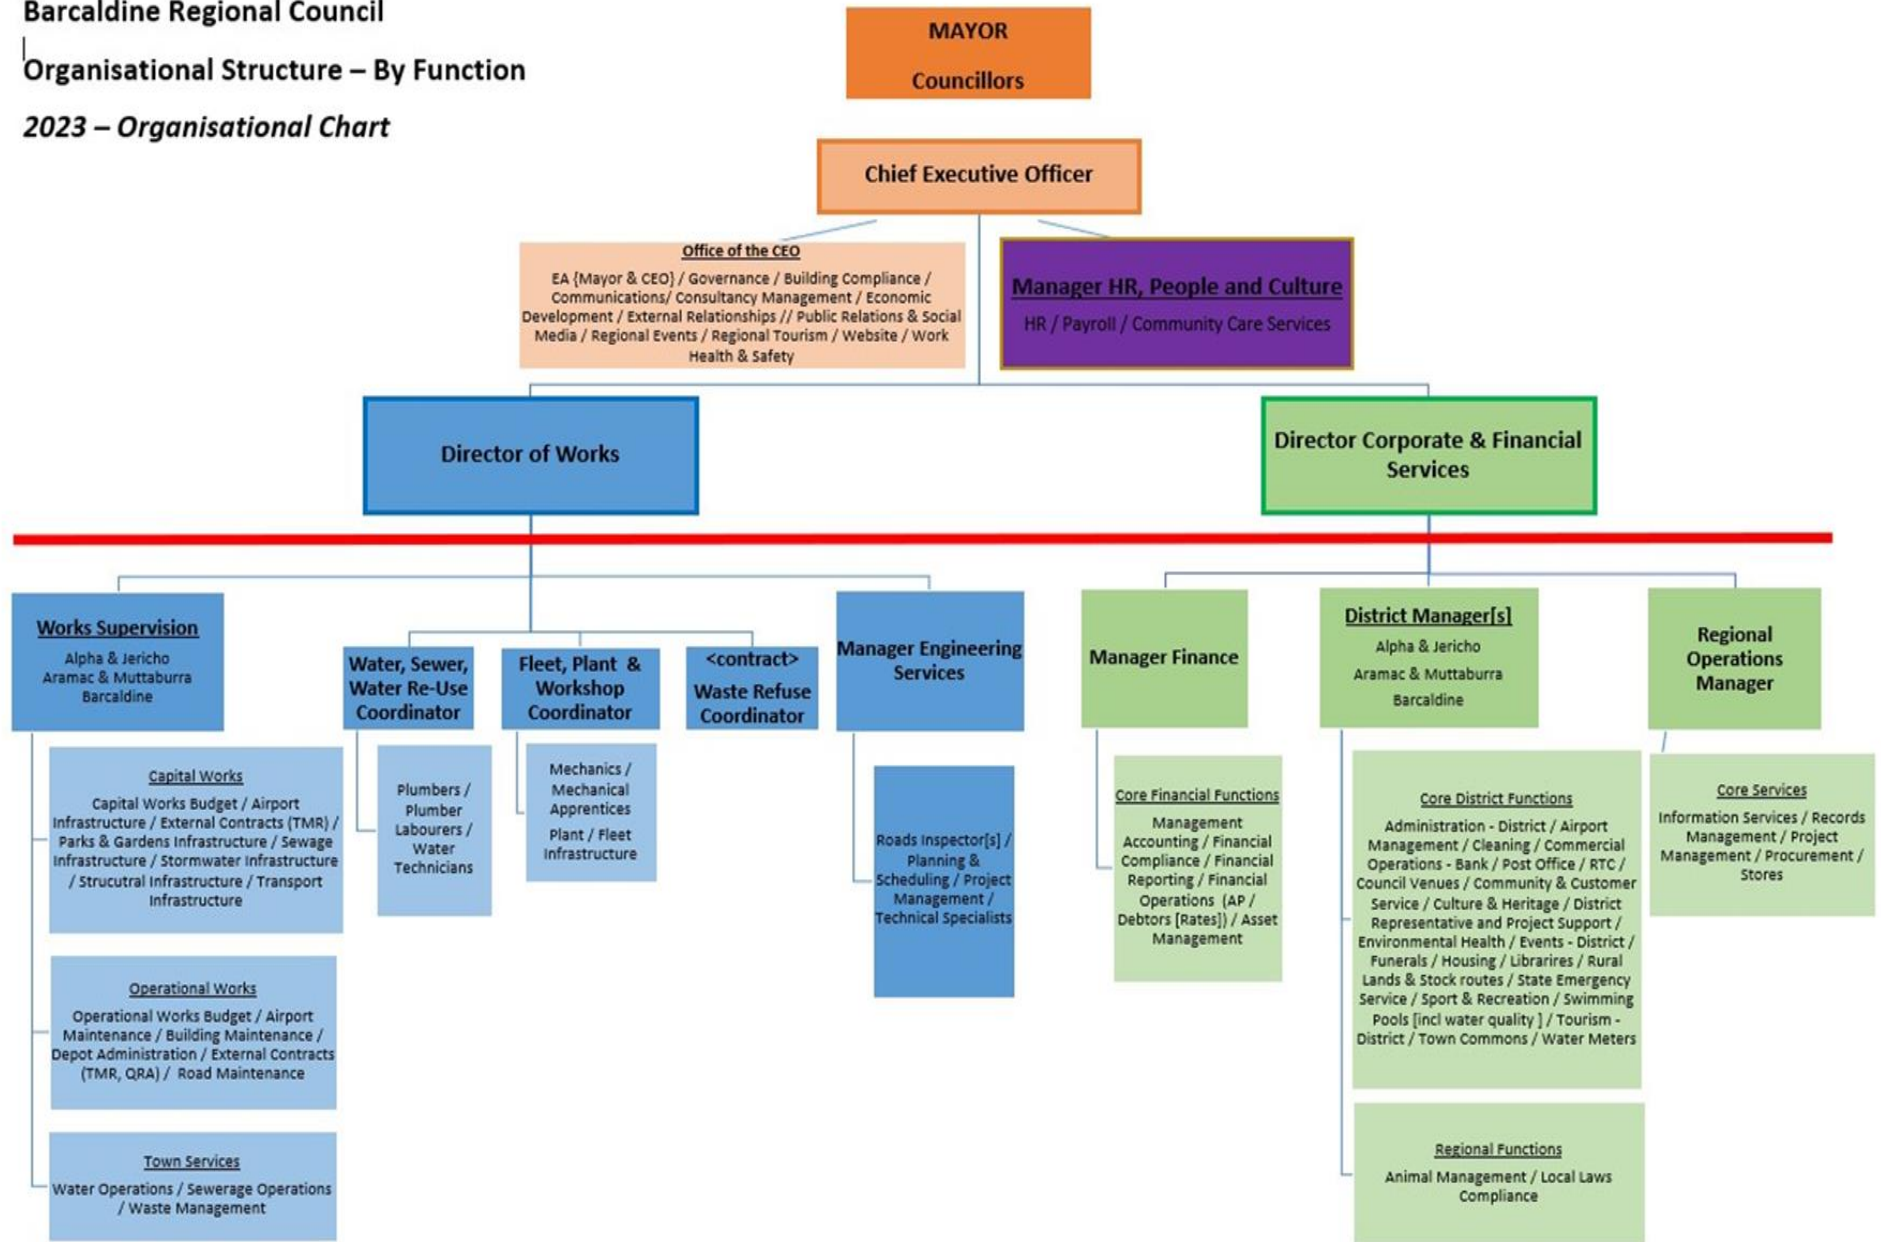 Barcaldine Regional Council
Organisational Structure – By Function
2023 – Organisational Chart
MAYOR
Councillors
Chief Executive Officer
Office of the CEO
EA {Mayor & CEO} / Governance / Building Compliance /
Communications/ Consultancy Management / Economic
Development / External Relationships // Public Relations & Social
Media / Regional Events / Regional Tourism / Website / Work
Health & Safety
Manager HR, People and Culture
HR / Payroll / Community Care Services
Director of Works
Director Corporate & Financial
Services
Works Supervision
Alpha & Jericho
Aramac & Muttaburra
Barcaldine
Water, Sewer,
Water Re-Use
Coordinator
Fleet, Plant &
Workshop
Coordinator
<contract>
Waste Refuse
Coordinator
Manager Engineering
Services
Manager Finance
District Manager[s]
Alpha & Jericho
Aramac & Muttaburra
Barcaldine
Regional
Operations
Manager
Capital Works
Capital Works Budget / Airport
Infrastructure / External Contracts (TMR) /
Parks & Gardens Infrastructure / Sewage
Infrastructure / Stormwater Infrastructure
/ Strucutral Infrastructure / Transport
Infrastructure
Operational Works
Operational Works Budget / Airport
Maintenance / Building Maintenance /
Depot Administration / External Contracts
(TMR, QRA) / Road Maintenance
Town Services
Water Operations / Sewerage Operations
/ Waste Management
Plumbers /
Plumber
Labourers /
Water
Technicians
Mechanics /
Mechanical
Apprentices
Plant / Fleet
Infrastructure
Roads Inspector[s] /
Planning &
Scheduling / Project
Management /
Technical Specialists
Core Financial Functions
Management
Accounting / Financial
Compliance / Financial
Reporting / Financial
Operations (AP /
Debtors [Rates]) / Asset
Management
Core District Functions
Administration - District / Airport
Management / Cleaning / Commercial
Operations - Bank / Post Office / RTC /
Council Venues / Community & Customer
Service / Culture & Heritage / District
Representative and Project Support /
Environmental Health / Events - District /
Funerals / Housing / Librarires / Rural
Lands & Stock routes / State Emergency
Service / Sport & Recreation / Swimming
Pools [incl water quality ] / Tourism -
District / Town Commons / Water Meters
Regional Functions
Animal Management / Local Laws
Compliance
Core Services
Information Services / Records
Management / Project
Management / Procurement /
Stores